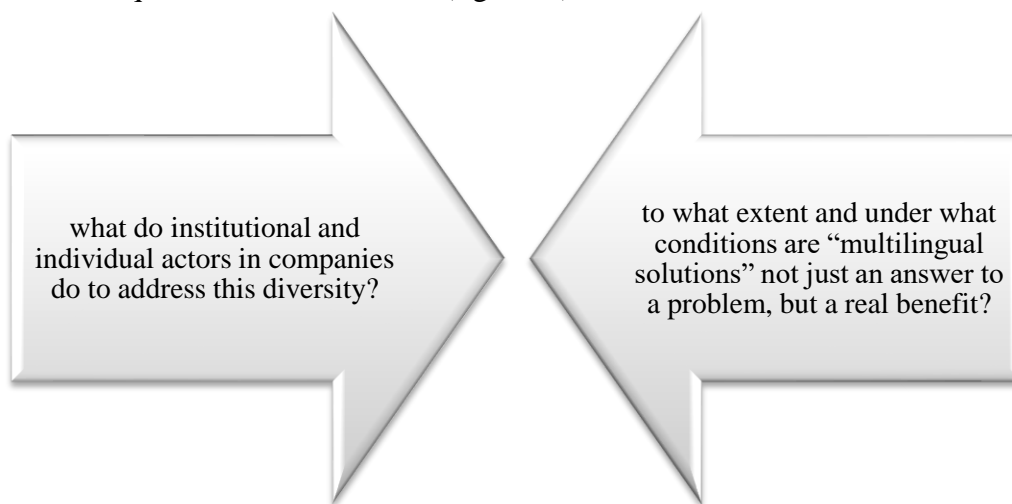 what do institutional and
individual actors in companies
do to address this diversity?
to what extent and under what
conditions are “multilingual
solutions” not just an answer to
a problem, but a real benefit?